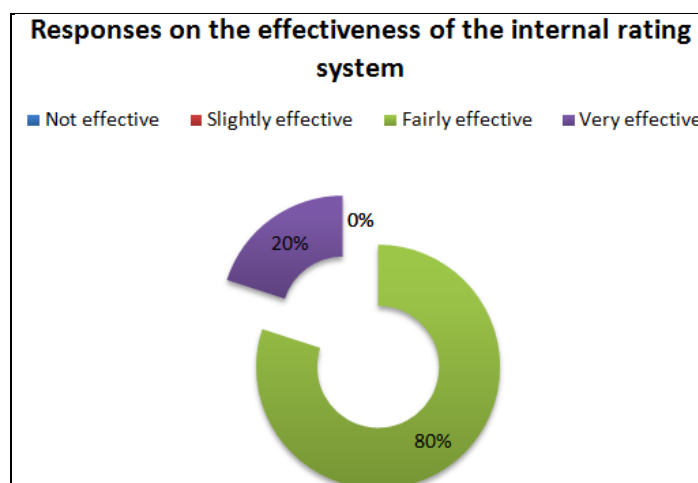 Responses on the effectiveness of the internal rating
system
Not effective Slightly effective Fairly effective Very effective
0%
20%
80%